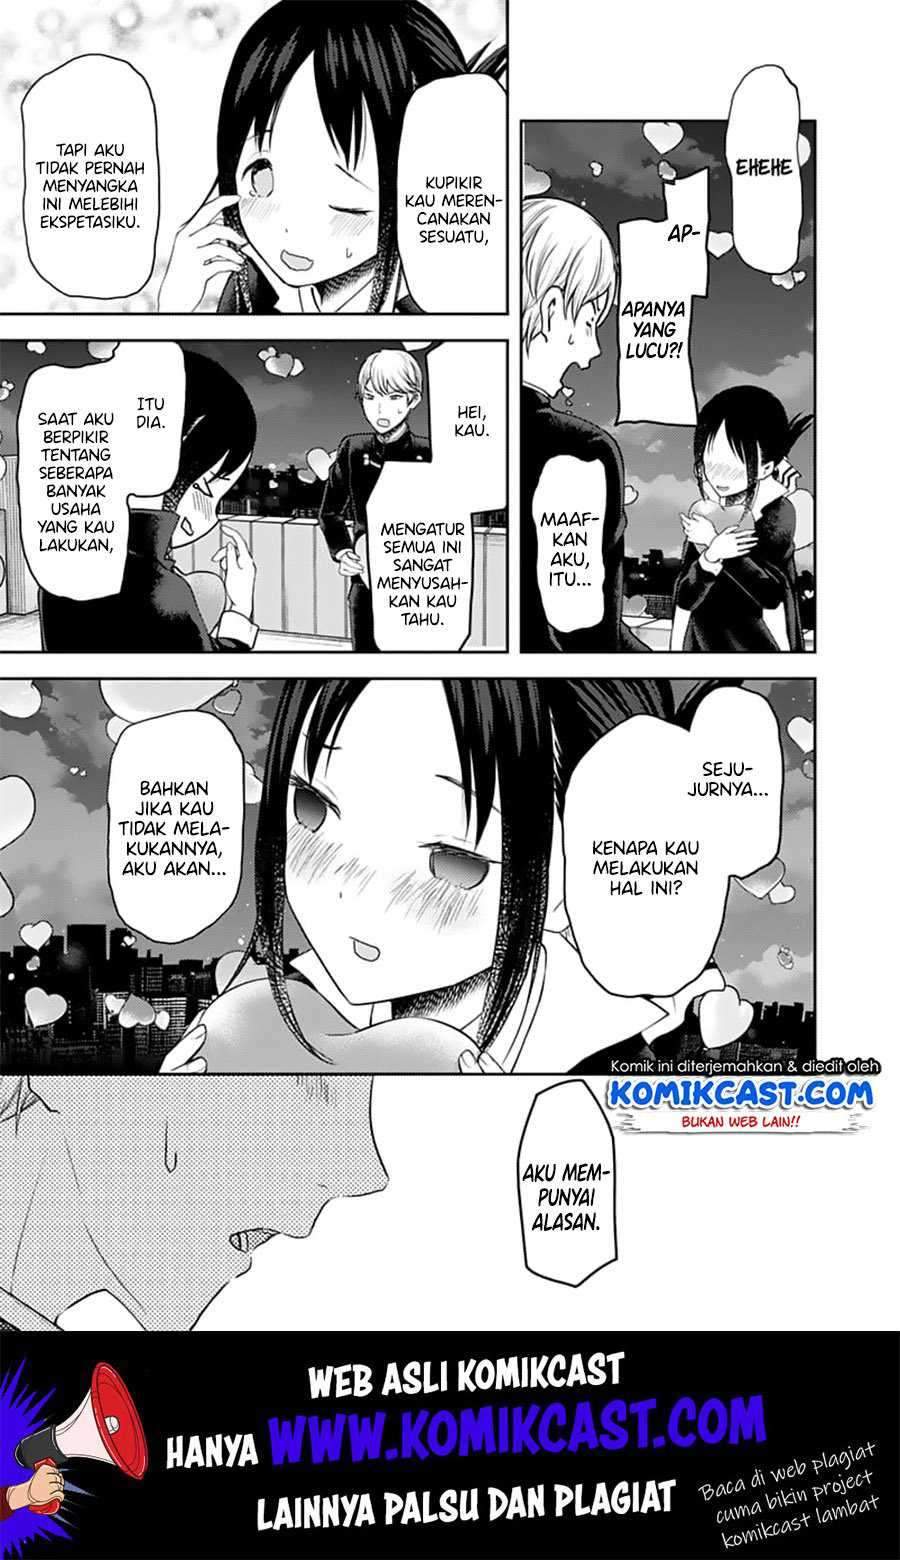 EHEHE
AP-
APANYA
YANG
LUCU?!
MAAF-
KAN
AKU,
ITU...
KUPIKIR
KAU MEREN-
CANAKAN
SESUATU,
TAPI AKU
TIDAK PERNAH
MENYANGKA
INI MELEBIHI
EKSPETASIKU.
HEI,
KAU.
MENGATUR
SEMUA INI
SANGAT
MENYUSAH-
KAN KAU
TAHU.
ITU
DIA.
SAAT AKU
BERPIKIR
TENTANG
SEBERAPA
BANYAK
USAHA
YANG KAU
LAKUKAN,
SEJU-
JURNYA...
KENAPA KAU
MELAKUKAN
HAL INI?
BAHKAN
JIKA KAU
TIDAK MELA-
KUKANNYA,
AKU AKAN...
Komik ini diterjemahkan & diedit oleh
KOMIKCAST.COM
BUKAN WEB LAIN!!
AKU MEM-
PUNYAI
ALASAN.
WEB ASLI KOMIKCAST
HANYA WWW.KOMIKCAST.COM
LAINNYA PALSU DAN PLAGIAT
Baca di web plagiat
cuma bikin project
komikcast lambat